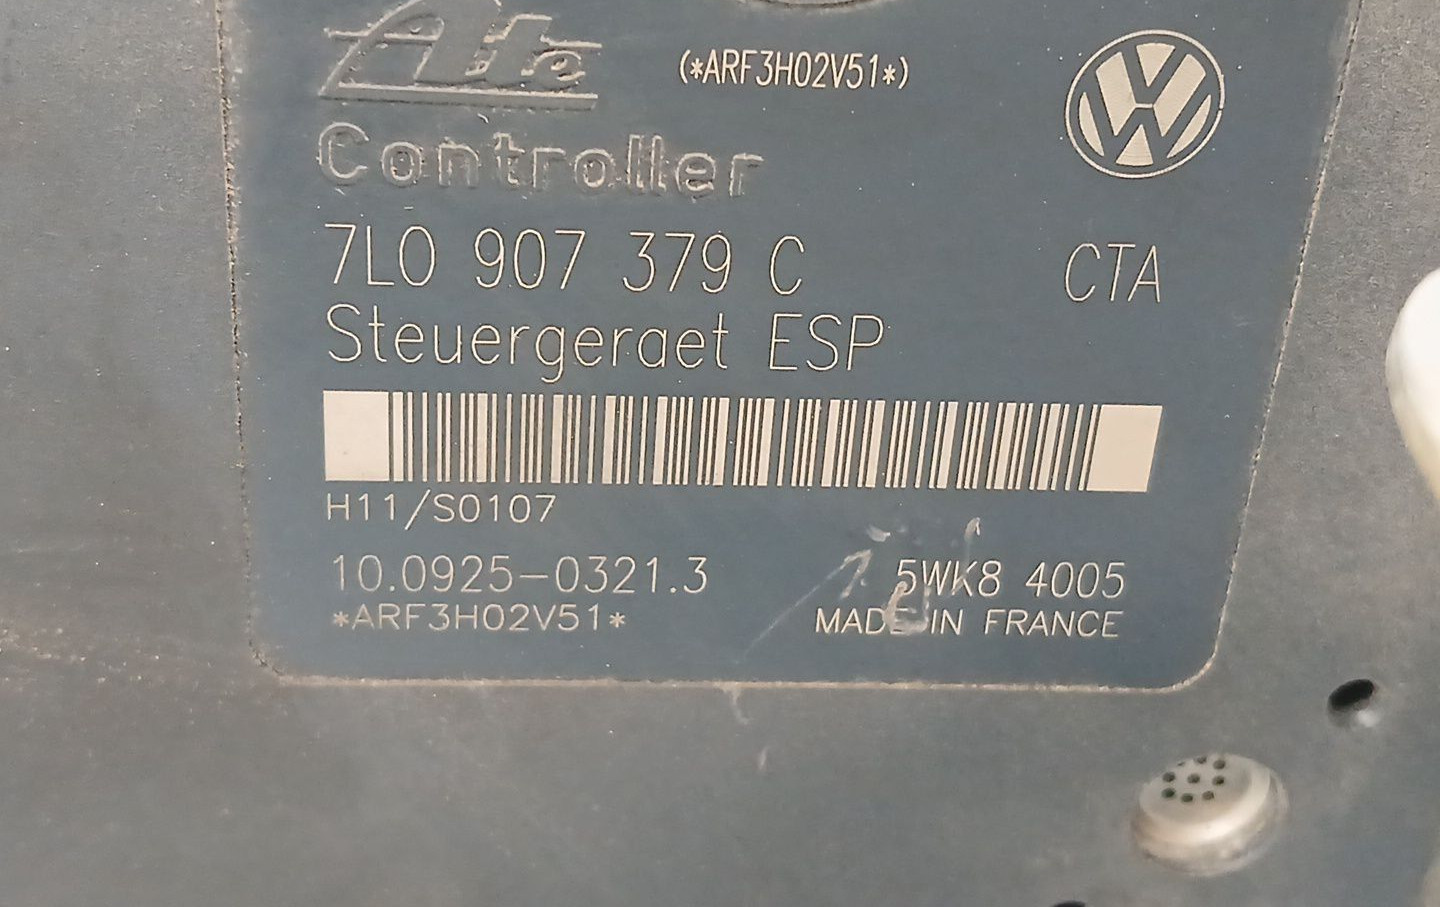 Ate (*ARF3H02V51*)
Controller
7L0 907 379 C CTA
Steuergeraet ESP
H11/S0107
10.0925-0321.3 5WK8 4005
*ARF3H02V51* MADE IN FRANCE